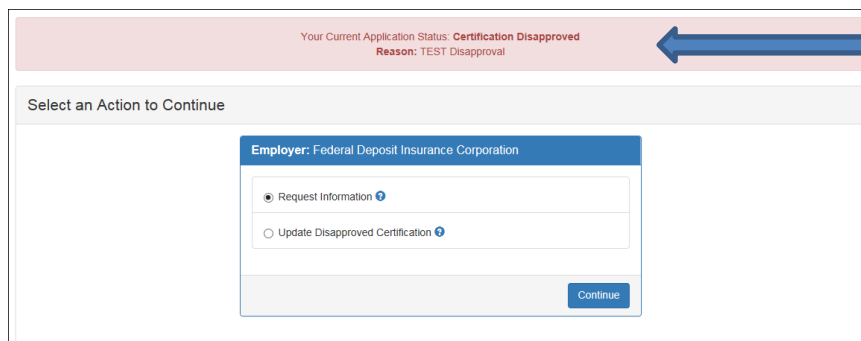 Your Current Application Status: Certification Disapproved
Reason: TEST Disapproval
Select an Action to Continue
Employer: Federal Deposit Insurance Corporation
Request Information ?
Update Disapproved Certification ?
Continue